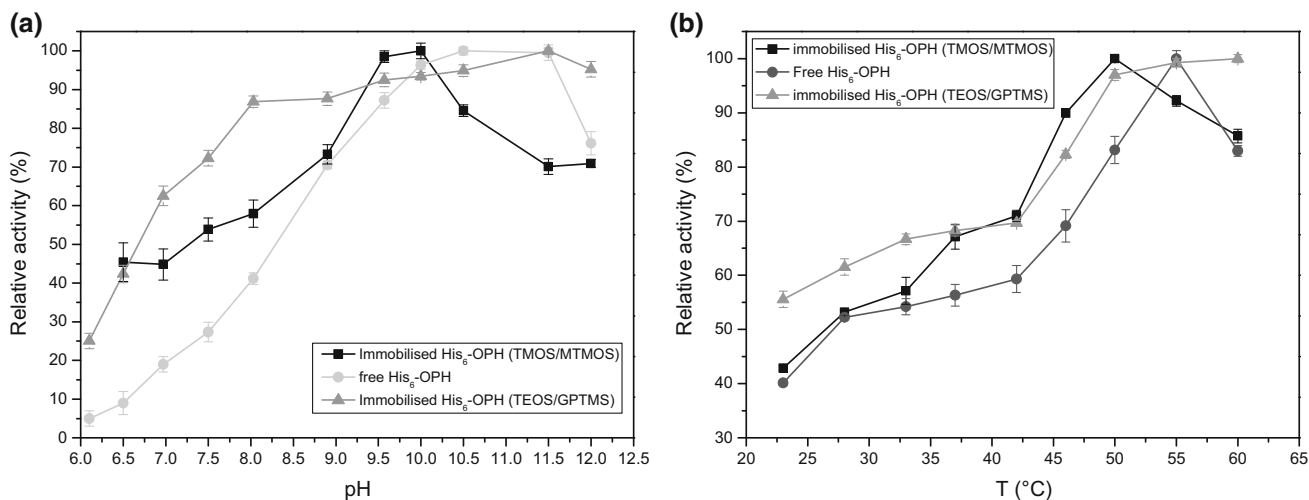 (a)
Relative activity (%)
100
90
80
70
60
50
40
30
20
10
0
Immobilised His6-OPH (TMOS/MTMOS)
free His6-OPH
Immobilised His6-OPH (TEOS/GPTMS)
6.0 6.5 7.0 7.5 8.0 8.5 9.0 9.5 10.0 10.5 11.0 11.5 12.0 12.5
pH
(b)
Relative activity (%)
immobilised His6-OPH (TMOS/MTMOS)
Free His6-OPH
immobilised His6-OPH (TEOS/GPTMS)
100
90
80
70
60
50
40
30
20 25 30 35 40 45 50 55 60 65
T (°C)